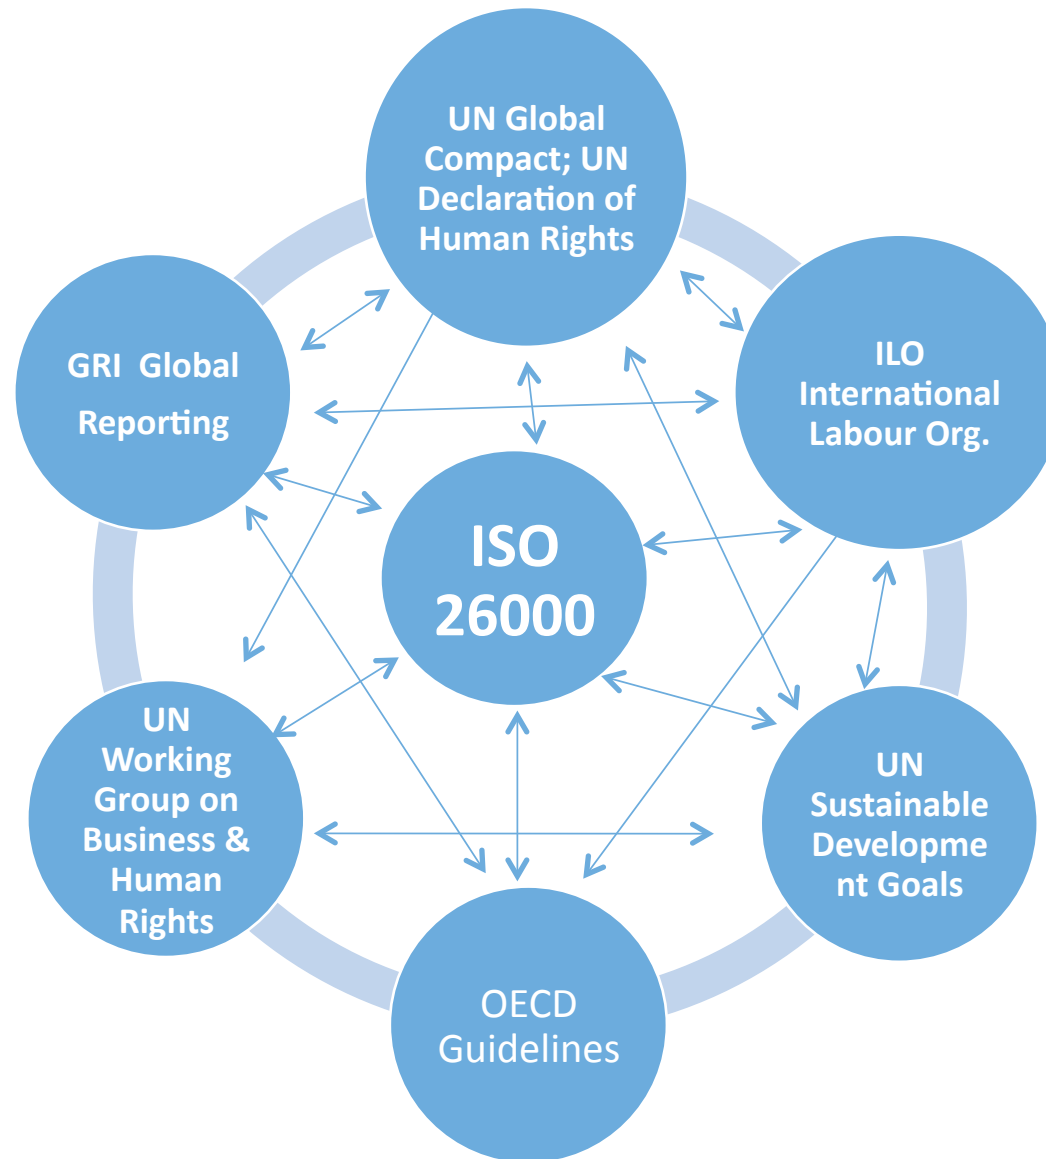 UN Global
Compact; UN
Declaration of
Human Rights
GRI  Global
Reporting
ILO
International
Labour Org.
ISO
26000
UN
Working
Group on
Business &
Human
Rights
UN
Sustainable
Developme
nt Goals
OECD
Guidelines